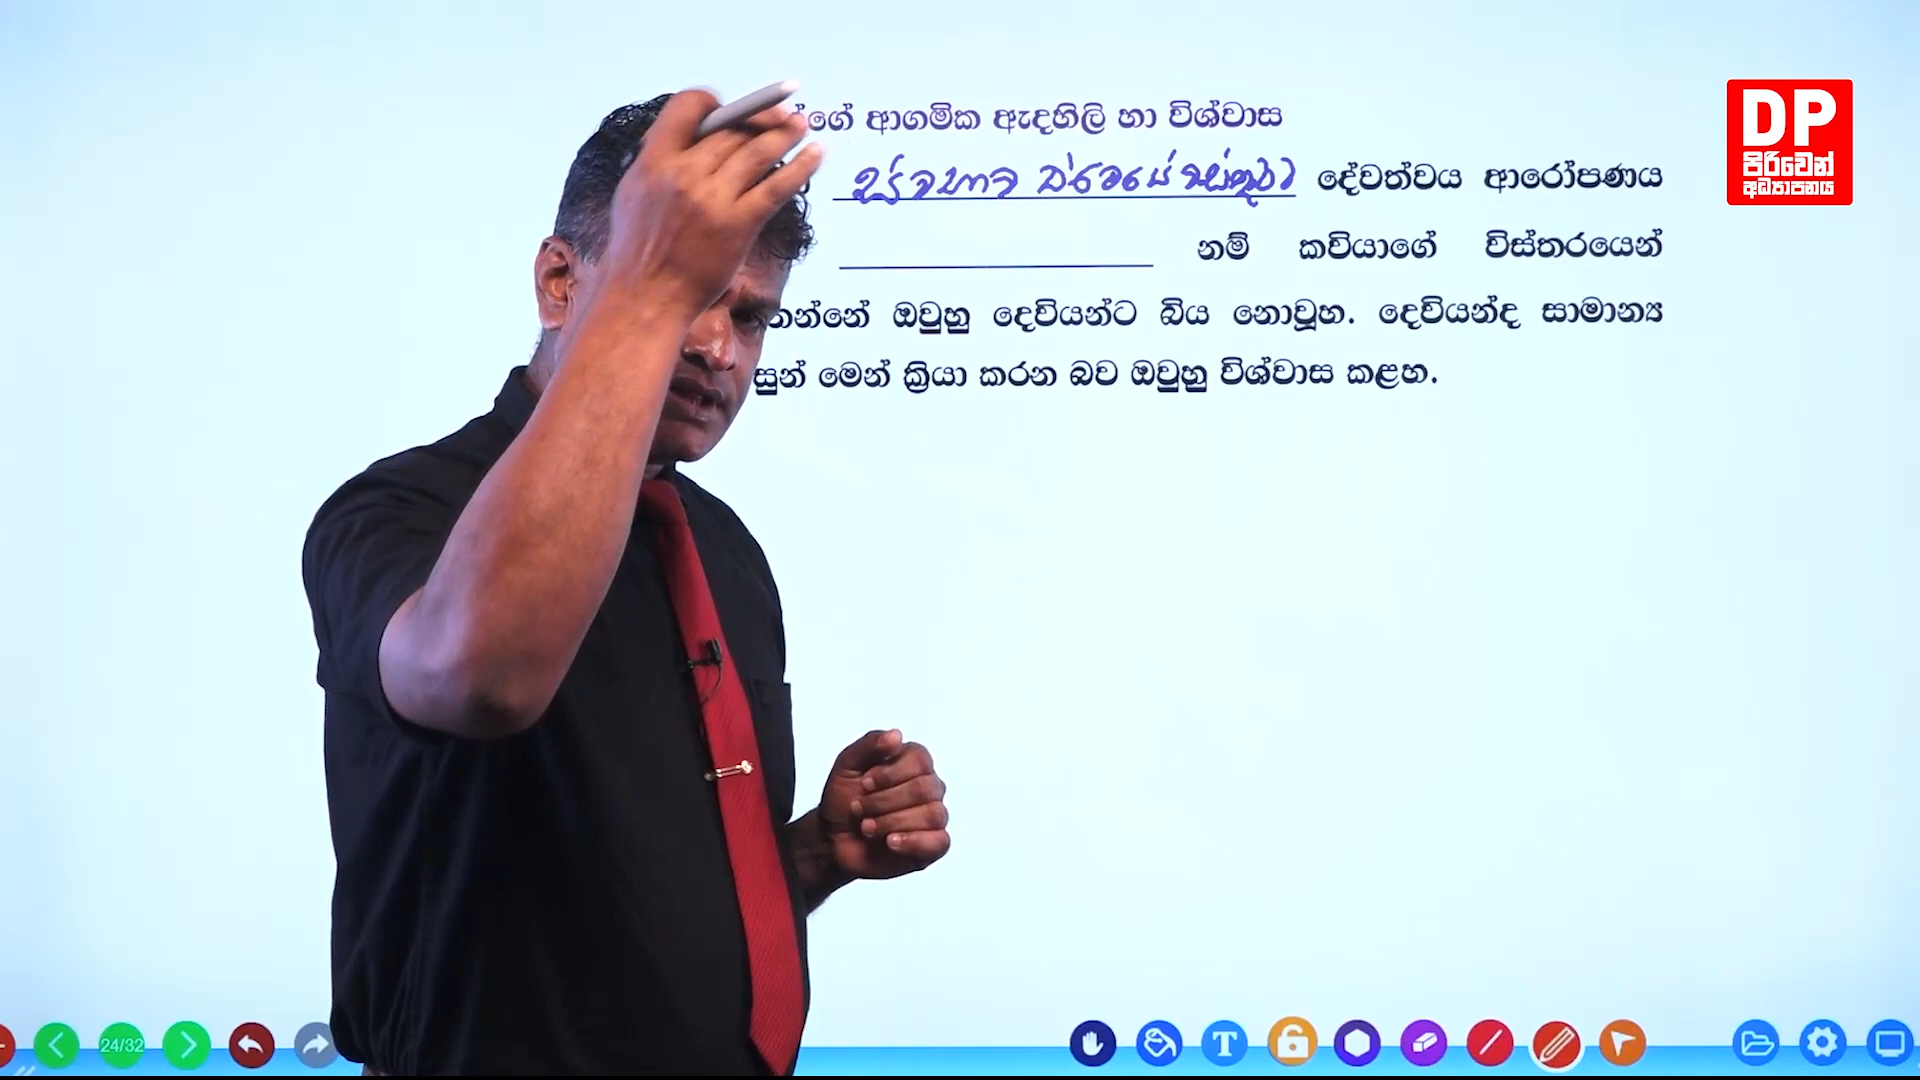 ආගමික ඇදහිලි හා විශ්වාස
ස්වභාව ධර්මයේ වස්තූන්ට දේවත්වය ආරෝපණය
නම් කවියාගේ විස්තරයෙන්
ඔවුහු දෙවියන්ට බිය නොවූහ. දෙවියන්ද සාමාන්‍ය
මෙන් ක්‍රියා කරන බව ඔවුහු විශ්වාස කළහ.
DP
පිරිවෙන්
අධ්‍යාපනය
24/32
T